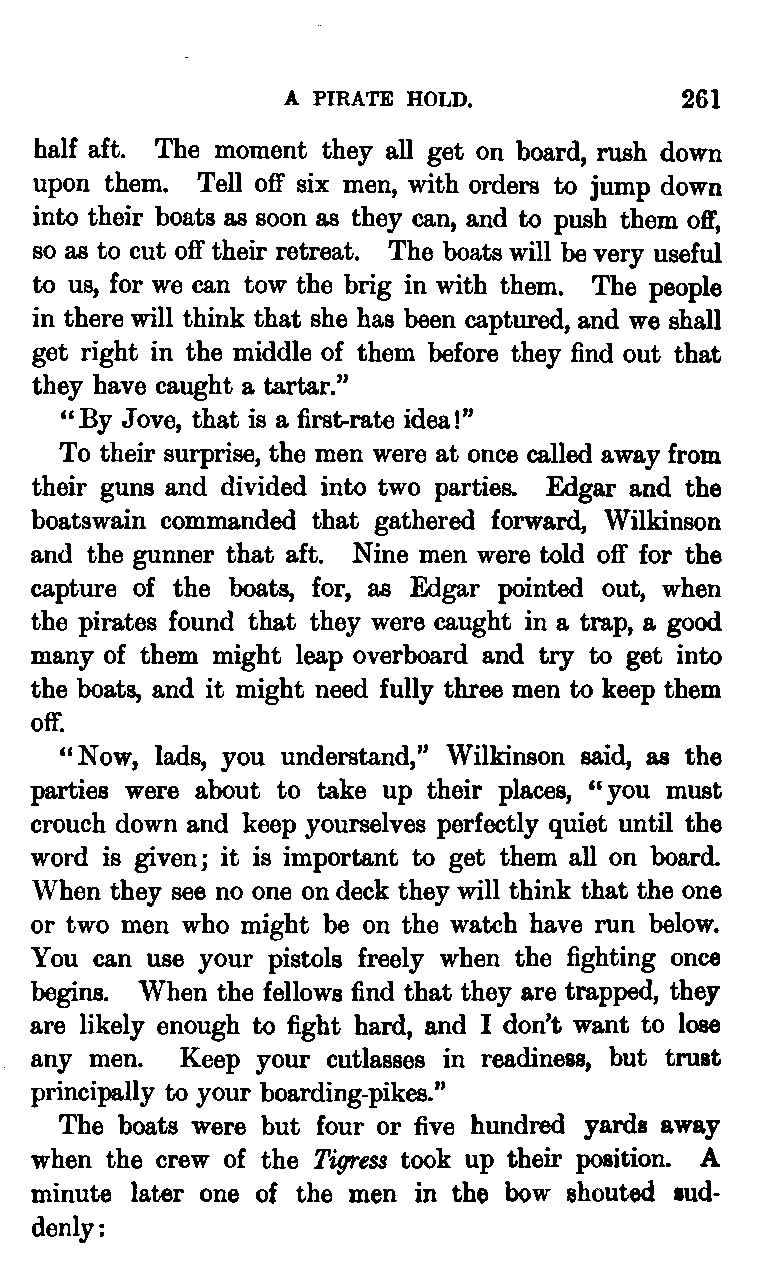 A PIRATE HOLD. 261
half aft. The moment they all get on board, rush down
upon them. Tell off six men, with orders to jump down
into their boats as soon as they can, and to push them off,
so as to cut off their retreat. The boats will be very useful
to us, for we can tow the brig in with them. The people
in there will think that she has been captured, and we shall
get right in the middle of them before they find out that
they have caught a tartar.”
“By Jove, that is a first-rate idea!”
To their surprise, the men were at once called away from
their guns and divided into two parties. Edgar and the
boatswain commanded that gathered forward, Wilkinson
and the gunner that aft. Nine men were told off for the
capture of the boats, for, as Edgar pointed out, when
the pirates found that they were caught in a trap, a good
many of them might leap overboard and try to get into
the boats, and it might need fully three men to keep them
off.
“Now, lads, you understand,” Wilkinson said, as the
parties were about to take up their places, “you must
crouch down and keep yourselves perfectly quiet until the
word is given; it is important to get them all on board.
When they see no one on deck they will think that the one
or two men who might be on the watch have run below.
You can use your pistols freely when the fighting once
begins. When the fellows find that they are trapped, they
are likely enough to fight hard, and I don’t want to lose
any men. Keep your cutlasses in readiness, but trust
principally to your boarding-pikes.”
The boats were but four or five hundred yards away
when the crew of the Tigress took up their position. A
minute later one of the men in the bow shouted sud-
denly: